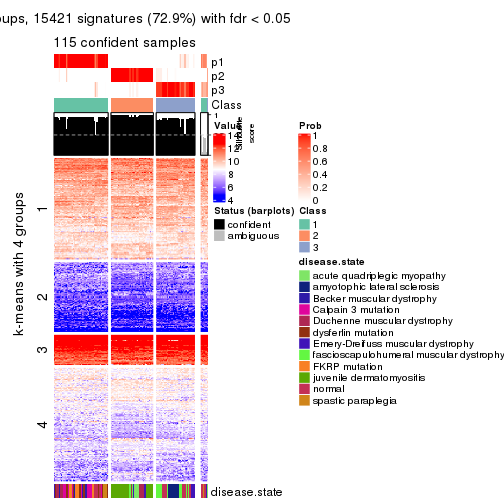 oups, 15421 signatures (72.9%) with fdr < 0.05
115 confident samples
p1
p2
p3
Class
1
Value
14
12
10
8
6
4
Silhouette
score
Prob
1
0.8
0.6
0.4
0.2
0
Status (barplots)
confident
ambiguous
Class
1
2
3
disease.state
acute quadriplegic myopathy
amyotophic lateral sclerosis
Becker muscular dystrophy
Calpain 3 mutation
Duchenne muscular dystrophy
dysferlin mutation
Emery-Dreifuss muscular dystrophy
fascioscapulohumeral muscular dystrophy
FKRP mutation
juvenile dermatomyositis
normal
spastic paraplegia
k-means with 4 groups
1
2
3
4
disease.state